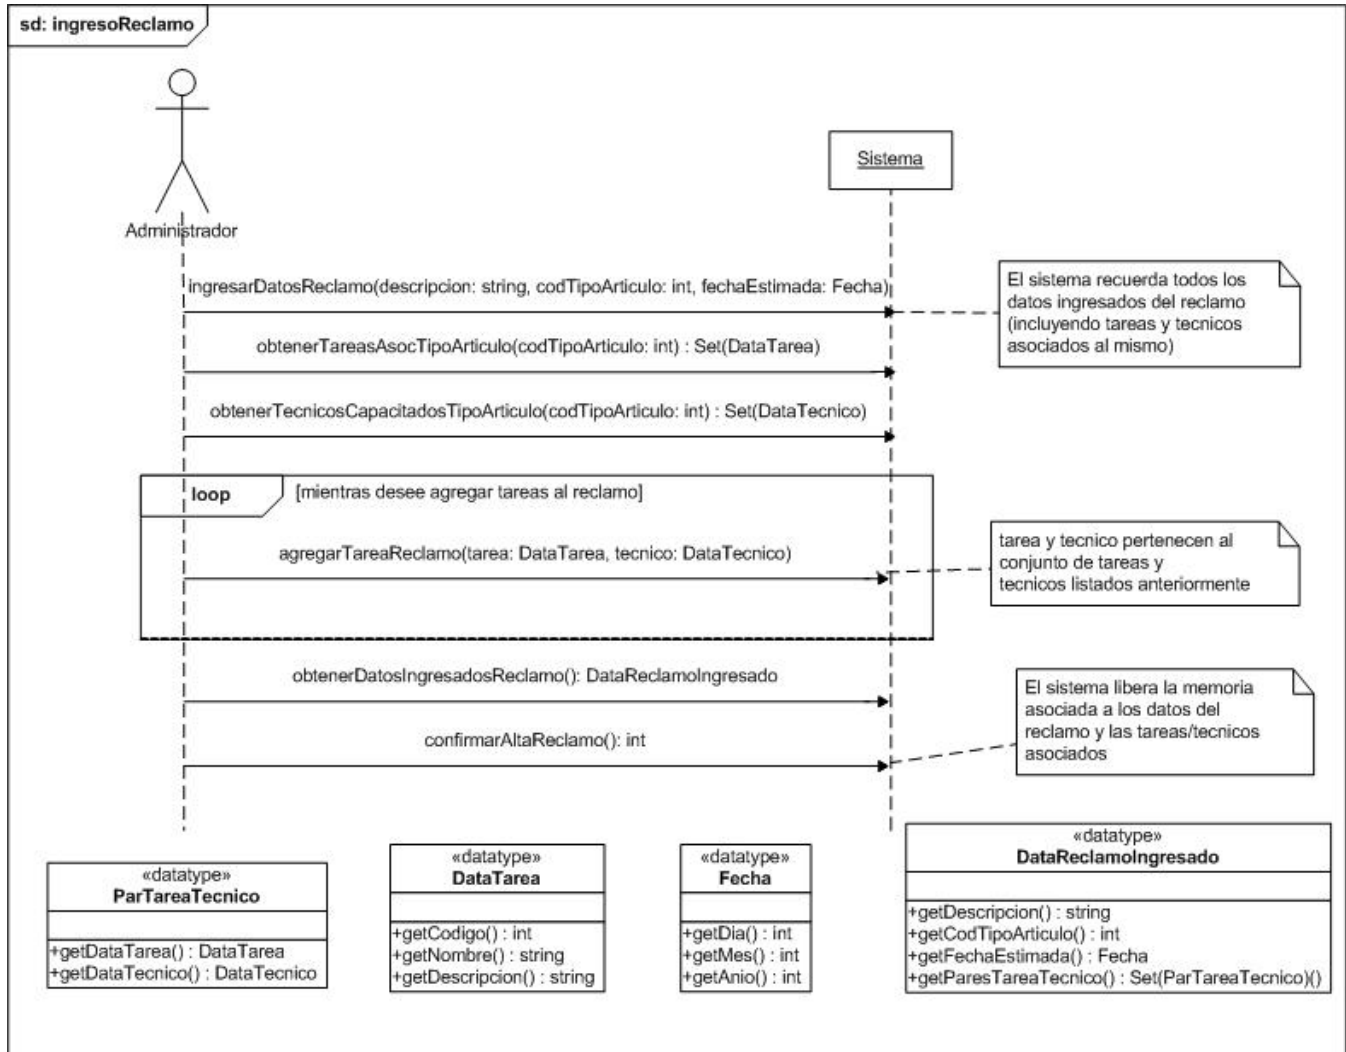 sd: ingresoReclamo
Sistema
Administrador
ingresarDatosReclamo(descripcion: string, codTipoArticulo: int, fechaEstimada: Fecha)
El sistema recuerda todos los
datos ingresados del reclamo
(incluyendo tareas y tecnicos
asociados al mismo)
obtenerTareasAsocTipoArticulo(codTipoArticulo: int) : Set(DataTarea)
obtenerTecnicosCapacitadosTipoArticulo(codTipoArticulo: int) : Set(DataTecnico)
loop
[mientras desee agregar tareas al reclamo]
agregarTareaReclamo(tarea: DataTarea, tecnico: DataTecnico)
tarea y tecnico pertenecen al
conjunto de tareas y
tecnicos listados anteriormente
obtenerDatosIngresadosReclamo(): DataReclamoIngresado
El sistema libera la memoria
asociada a los datos del
reclamo y las tareas/tecnicos
asociados
confirmarAltaReclamo(): int
«datatype»
ParTareaTecnico
+getDataTarea() : DataTarea
+getDataTecnico() : DataTecnico
«datatype»
DataTarea
+getCodigo() : int
+getNombre() : string
+getDescripcion() : string
«datatype»
Fecha
+getDia() : int
+getMes() : int
+getAnio() : int
«datatype»
DataReclamoIngresado
+getDescripcion() : string
+getCodTipoArticulo() : int
+getFechaEstimada() : Fecha
+getParesTareaTecnico() : Set(ParTareaTecnico)()